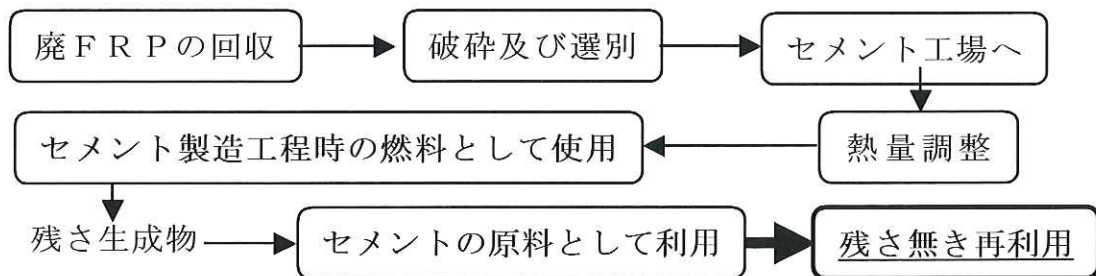 廃ＦＲＰの回収
破砕及び選別
セメント工場へ
熱量調整
セメント製造工程時の燃料として使用
残さ生成物
セメントの原料として利用
残さ無き再利用